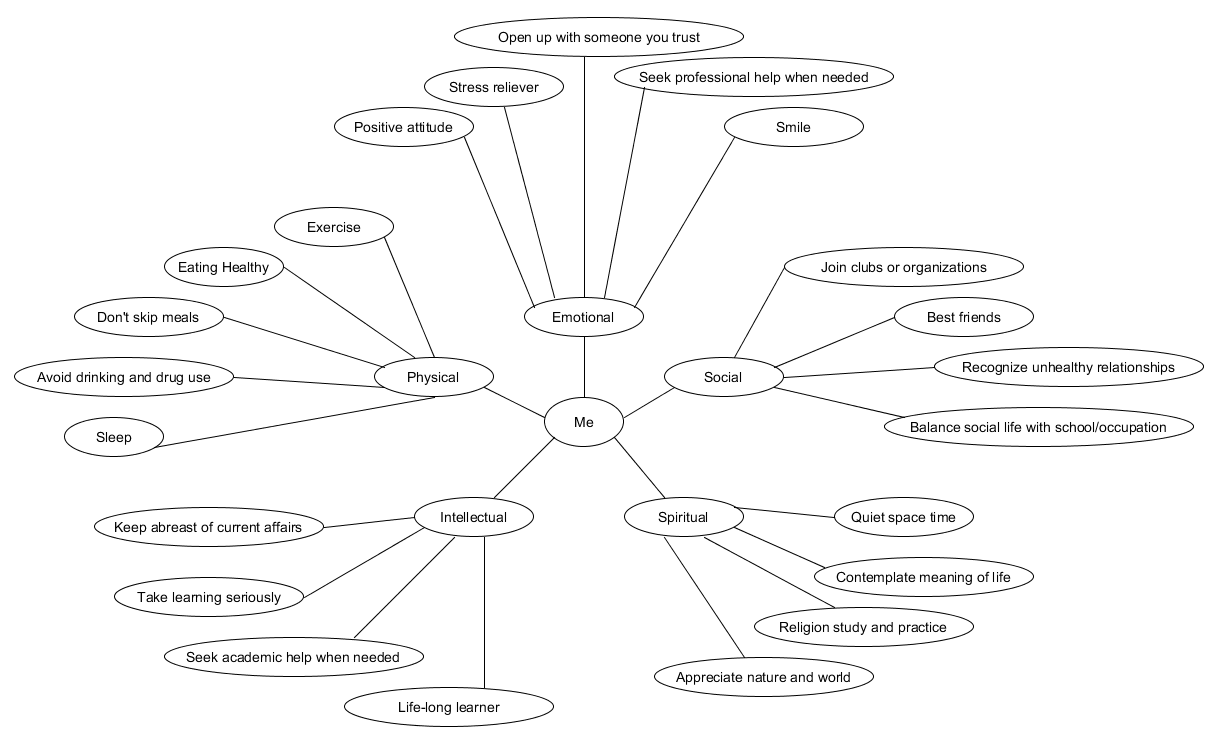 Open up with someone you trust
Seek professional help when needed
Stress reliever
Positive attitude
Smile
Exercise
Eating Healthy
Join clubs or organizations
Don't skip meals
Emotional
Best friends
Avoid drinking and drug use
Physical
Social
Recognize unhealthy relationships
Me
Sleep
Balance social life with school/occupation
Keep abreast of current affairs
Intellectual
Spiritual
Quiet space time
Contemplate meaning of life
Take learning seriously
Religion study and practice
Seek academic help when needed
Appreciate nature and world
Life-long learner